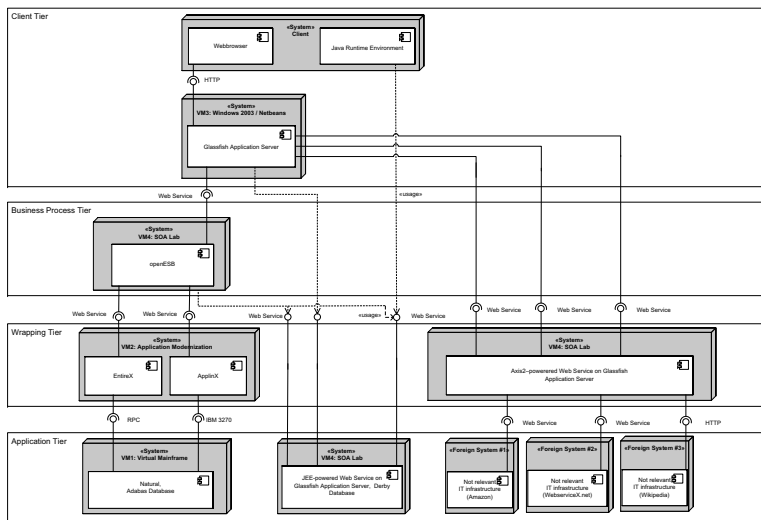 Client Tier
«System»
Client
Webbrowser
Java Runtime Environment
HTTP
«System»
VM3: Windows 2003 / Netbeans
Glassfish Application Server
Web Service
«usage»
Business Process Tier
«System»
VM4: SOA Lab
openESB
Web Service
Web Service
Web Service
«usage»
Web Service
Web Service
Web Service
Web Service
Wrapping Tier
«System»
VM2: Application Modernization
EntireX
ApplinX
«System»
VM4: SOA Lab
Axis2–powerered Web Service on Glassfish
Application Server
RPC
IBM 3270
Web Service
Web Service
HTTP
Application Tier
«System»
VM1: Virtual Mainframe
Natural,
Adabas Database
«System»
VM4: SOA Lab
JEE-powered Web Service on
Glassfish Application Server, Derby
Database
«Foreign System #1»
Not relevant
IT infrastructure
(Amazon)
«Foreign System #2»
Not relevant
IT infrastructure
(WebserviceX.net)
«Foreign System #3»
Not relevant
IT infrastructure
(Wikipedia)